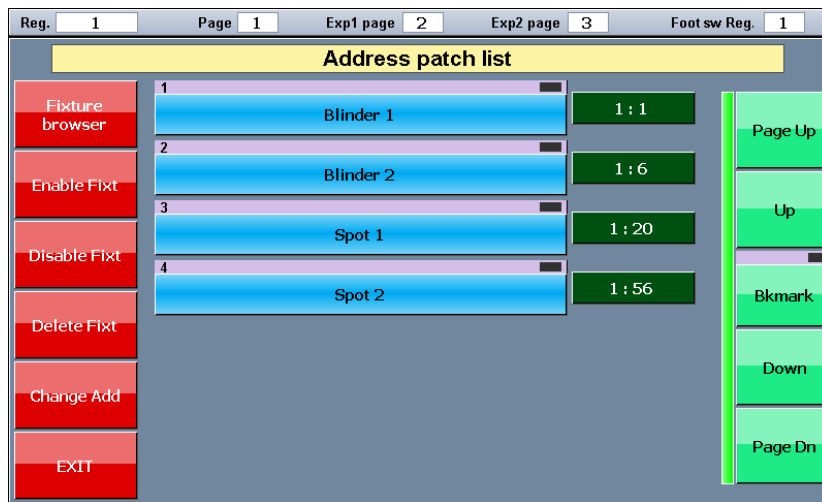 Reg. 1 Page 1 Exp1 page 2 Exp2 page 3 Foot sw Reg. 1
Address patch list
Fixture
browser
Enable Fixt
Disable Fixt
Delete Fixt
Change Add
EXIT
1
Blinder 1
1 : 1
2
Blinder 2
1 : 6
3
Spot 1
1 : 20
4
Spot 2
1 : 56
Page Up
Up
Bkmark
Down
Page Dn